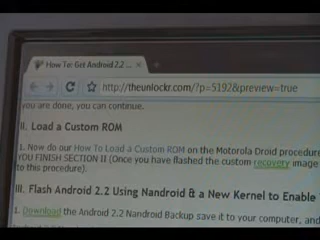 How To: Get Android 2.2 ...
http://theunlockr.com/?p=5192&preview=true
you are done, you can continue.
II. Load a Custom ROM
1. Now do our How To Load a Custom ROM on the Motorola Droid procedure
YOU FINISH SECTION II (Once you have flashed the custom recovery image
to this procedure).
III. Flash Android 2.2 Using Nandroid & a New Kernel to Enable
1. Download the Android 2.2 Nandroid Backup save it to your computer, and